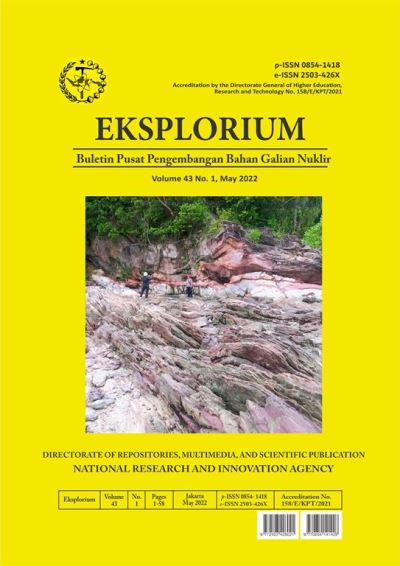 p-ISSN 0854-1418
e-ISSN 2503-426X
Accreditation by the Directorate General of Higher Education,
Research and Technology No. 158/E/KPT/2021
EKSPLORIUM
Buletin Pusat Pengembangan Bahan Galian Nuklir
Volume 43 No. 1, May 2022
DIRECTORATE OF REPOSITORIES, MULTIMEDIA, AND SCIENTIFIC PUBLICATION
NATIONAL RESEARCH AND INNOVATION AGENCY
Eksplorium
Volume
43
No.
1
Pages
1-58
Jakarta
May 2022
p-ISSN 0854- 1418
e-ISSN 2503-426X
Accreditation No.
158/E/KPT/2021